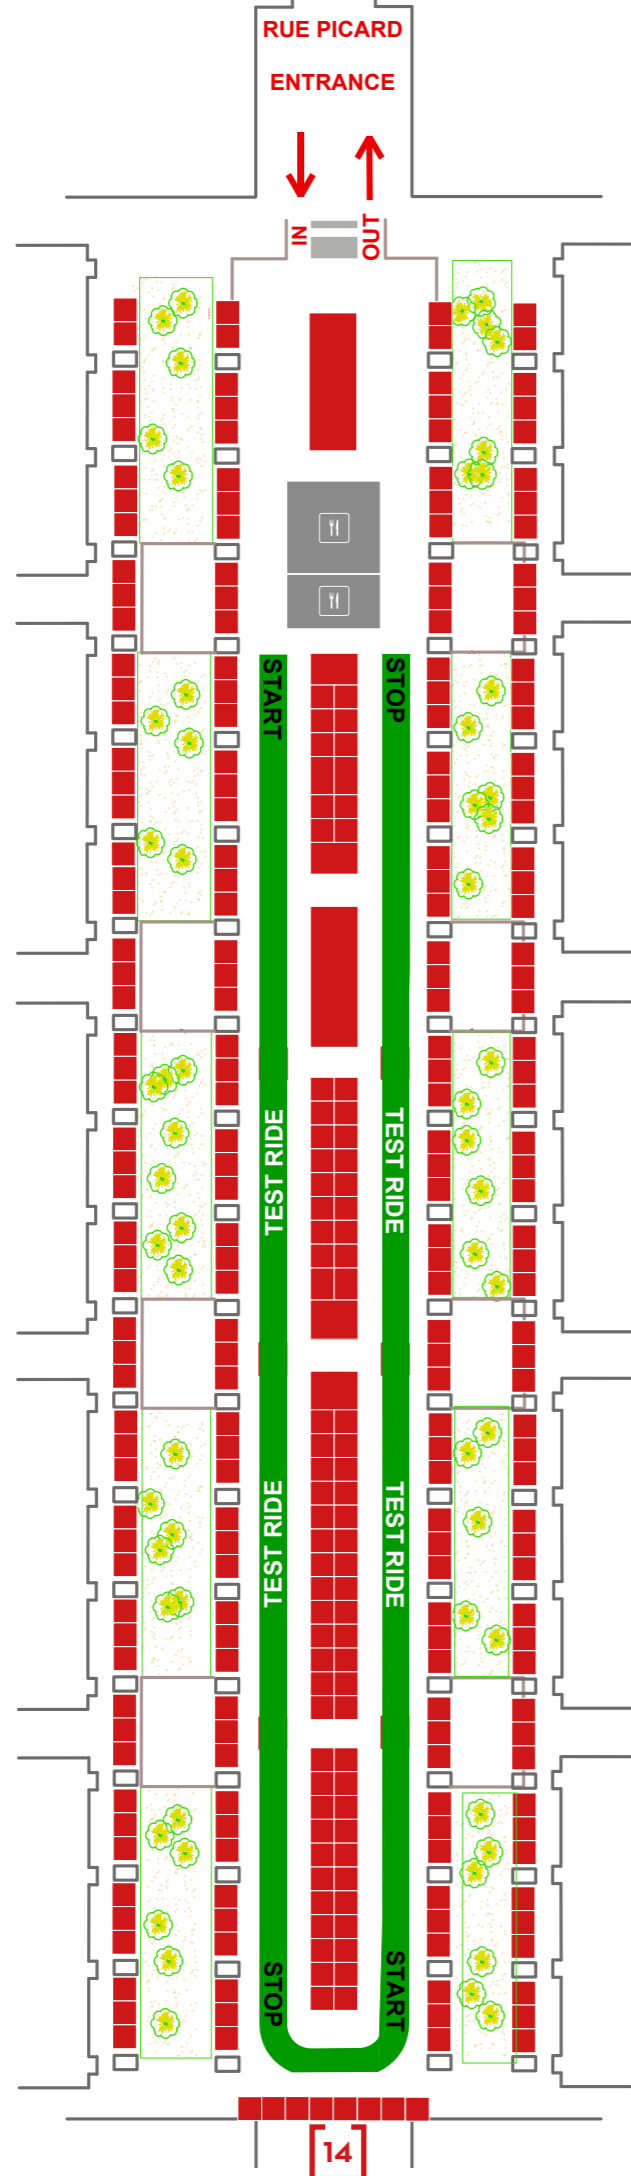 RUE PICARD
ENTRANCE
IN
OUT
START
STOP
TEST RIDE
TEST RIDE
TEST RIDE
TEST RIDE
STOP
START
14